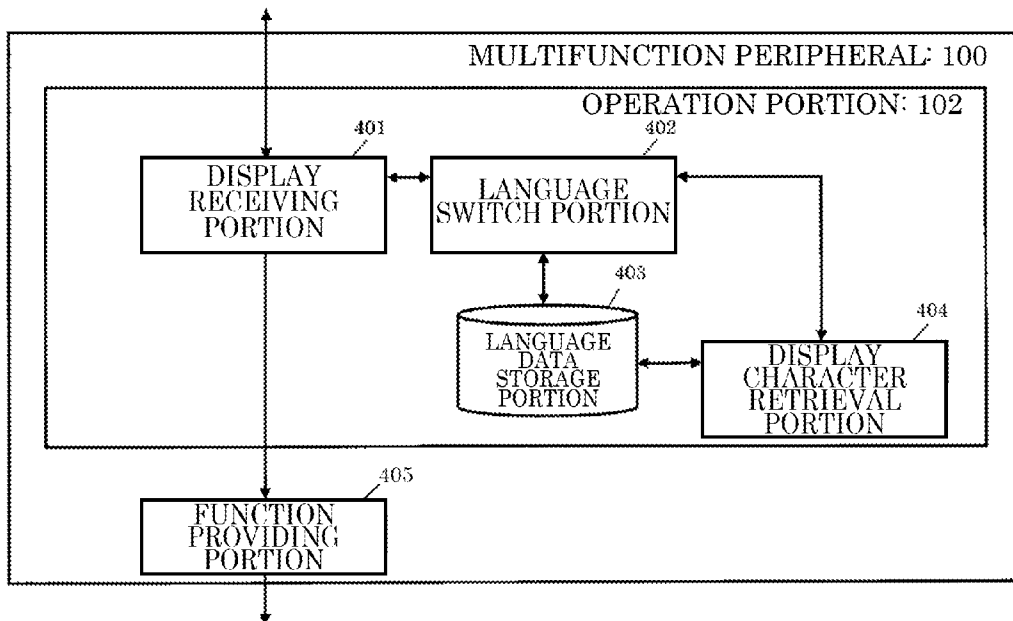 MULTIFUNCTION PERIPHERAL: 100
OPERATION PORTION: 102
401
DISPLAY
RECEIVING
PORTION
402
LANGUAGE
SWITCH PORTION
403
LANGUAGE
DATA
STORAGE
PORTION
404
DISPLAY
CHARACTER
RETRIEVAL
PORTION
405
FUNCTION
PROVIDING
PORTION